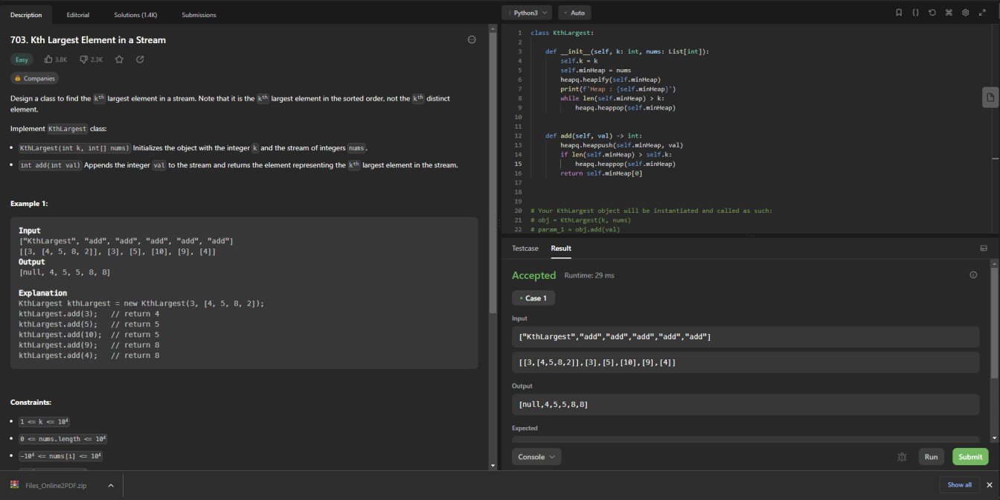 Description Editorial Solutions (1.4K) Submissions
703. Kth Largest Element in a Stream
Easy 3.8K 2.3K
Companies
Design a class to find the kth largest element in a stream. Note that it is the kth largest element in the sorted order, not the kth distinct
element.
Implement KthLargest class:
• KthLargest(int k, int[] nums) Initializes the object with the integer k and the stream of integers nums.
• int add(int val) Appends the integer val to the stream and returns the element representing the kth largest element in the stream.
Example 1:
Input
["KthLargest", "add", "add", "add", "add", "add"]
[[3, [4, 5, 8, 2]], [3], [5], [10], [9], [4]]
Output
[null, 4, 5, 5, 8, 8]
Explanation
KthLargest kthLargest = new KthLargest(3, [4, 5, 8, 2]);
kthLargest.add(3);   // return 4
kthLargest.add(5);   // return 5
kthLargest.add(10);  // return 5
kthLargest.add(9);   // return 8
kthLargest.add(4);   // return 8
Constraints:
• 1 <= k <= 10^4
• 0 <= nums.length <= 10^4
• -10^4 <= nums[i] <= 10^4
Python3 Auto
1 class KthLargest:
2
3     def __init__(self, k: int, nums: List[int]):
4         self.k = k
5         self.minHeap = nums
6         heapq.heapify(self.minHeap)
7         print(f'Heap : {self.minHeap}')
8         while len(self.minHeap) > k:
9             heapq.heappop(self.minHeap)
10
11
12     def add(self, val) -> int:
13         heapq.heappush(self.minHeap, val)
14         if len(self.minHeap) > self.k:
15             heapq.heappop(self.minHeap)
16         return self.minHeap[0]
17
18
19
20 # Your KthLargest object will be instantiated and called as such:
21 # obj = KthLargest(k, nums)
22 # param_1 = obj.add(val)
Testcase Result
Accepted Runtime: 29 ms
• Case 1
Input
["KthLargest","add","add","add","add","add"]
[[3,[4,5,8,2]],[3],[5],[10],[9],[4]]
Output
[null,4,5,5,8,8]
Expected
Console Run Submit
Files_Online2PDF.zip Show all